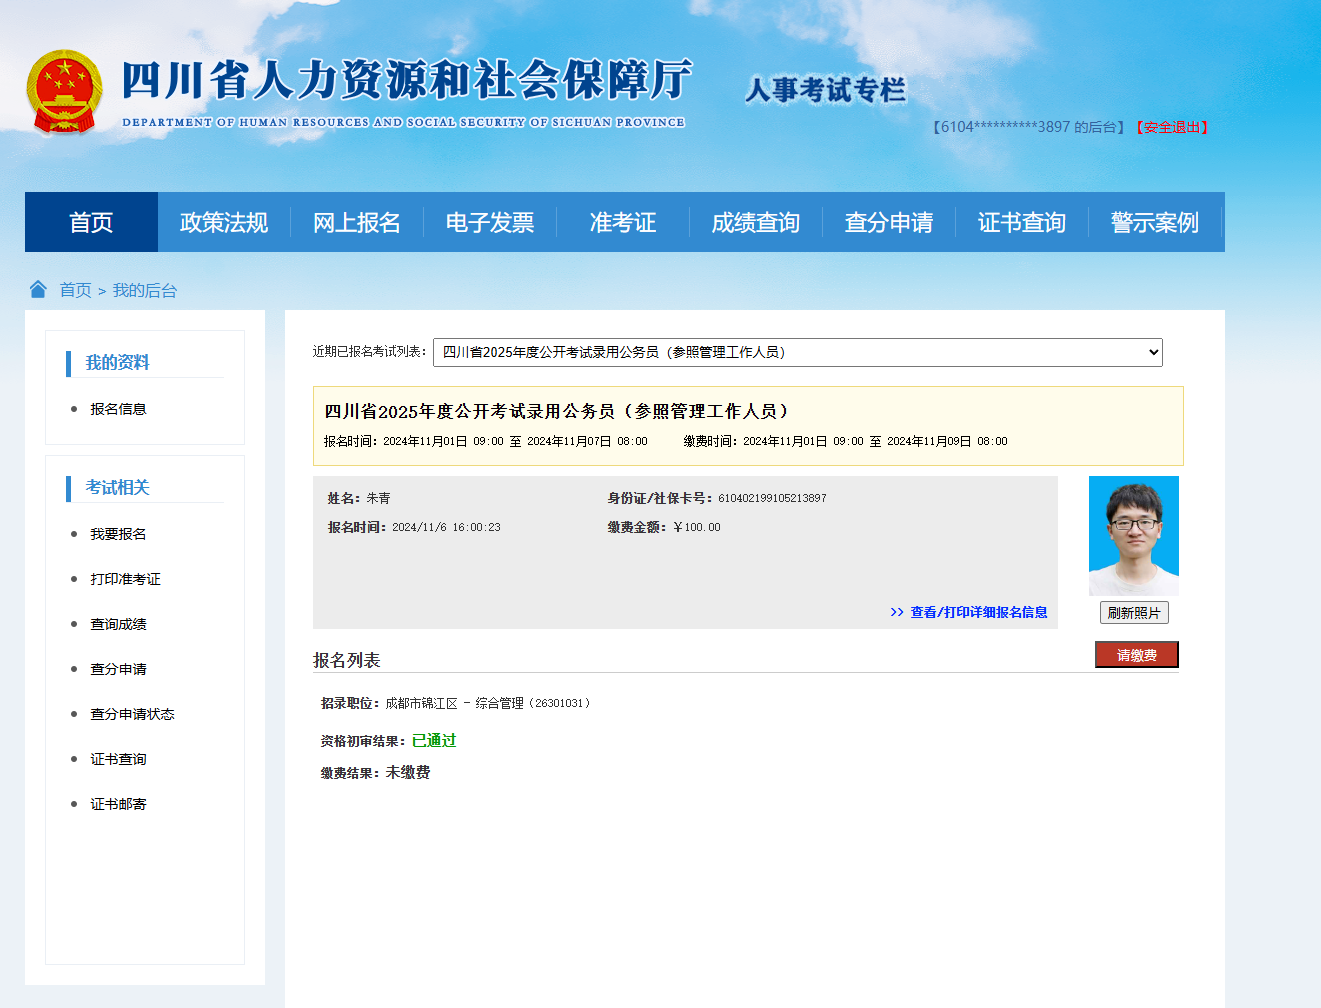 四川省人力资源和社会保障厅
DEPARTMENT OF HUMAN RESOURCES AND SOCIAL SECURITY OF SICHUAN PROVINCE
人事考试专栏
【6104**********3897 的后台】【安全退出】
首页 政策法规 网上报名 电子发票 准考证 成绩查询 查分申请 证书查询 警示案例
首页 > 我的后台
我的资料
报名信息
考试相关
我要报名
打印准考证
查询成绩
查分申请
查分申请状态
证书查询
证书邮寄
近期已报名考试列表： 四川省2025年度公开考试录用公务员（参照管理工作人员）
四川省2025年度公开考试录用公务员（参照管理工作人员）
报名时间：2024年11月01日 09:00 至 2024年11月07日 08:00 缴费时间：2024年11月01日 09:00 至 2024年11月09日 08:00
姓名：朱青 身份证/社保卡号：610402199105213897
报名时间：2024/11/6 16:00:23 缴费金额：￥100.00
>> 查看/打印详细报名信息
刷新照片
报名列表
请缴费
招录职位：成都市锦江区 - 综合管理（26301031）
资格初审结果：已通过
缴费结果：未缴费